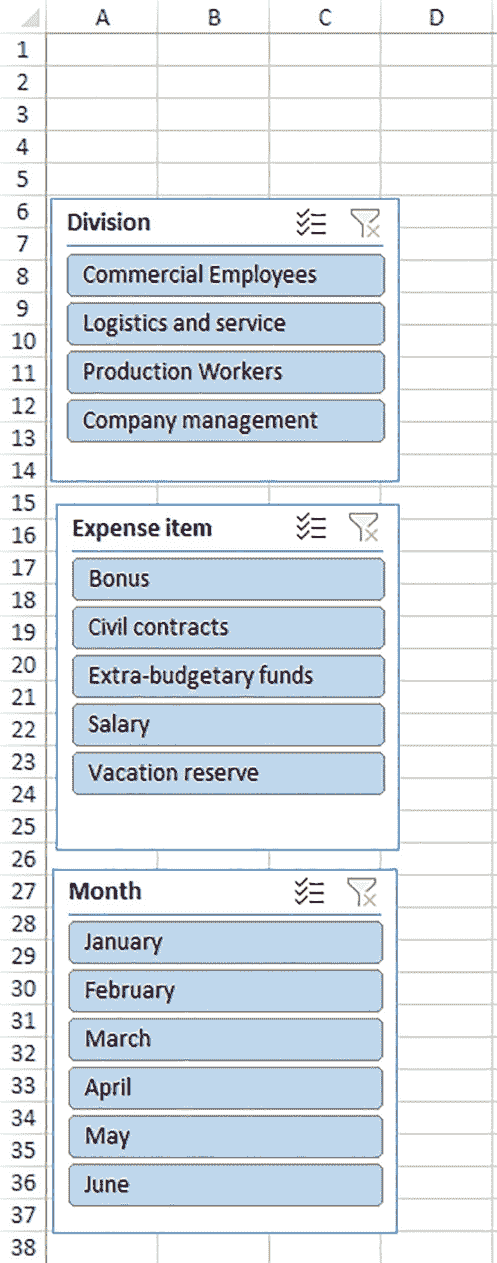 A B C D
1
2
3
4
5
6
Division
7
8
Commercial Employees
9
Logistics and service
10
11
Production Workers
12
Company management
13
14
15
16
Expense item
17
Bonus
18
19
Civil contracts
20
Extra-budgetary funds
21
22
Salary
23
Vacation reserve
24
25
26
27
Month
28
January
29
30
February
31
32
March
33
April
34
35
May
36
June
37
38